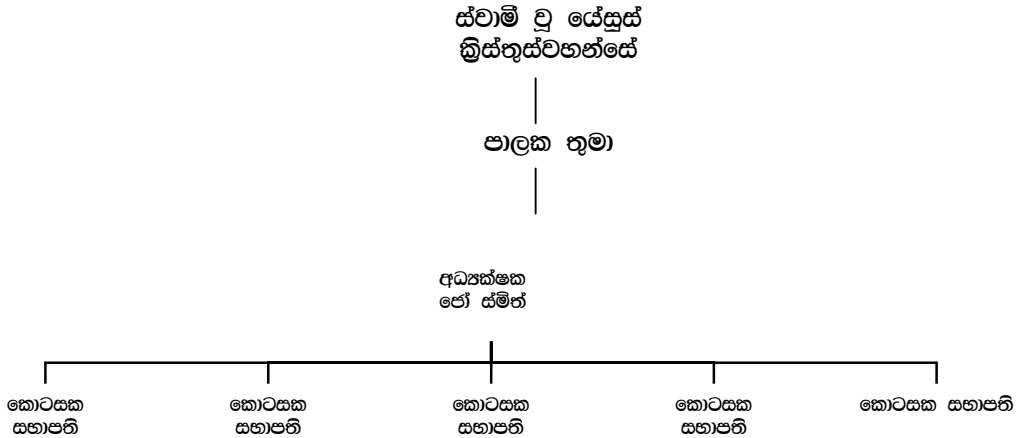 ස්වාමී වූ යේසුස්
ක්‍රිස්තුස්වහන්සේ
පාලක තුමා
අධ්‍යක්ෂක
ජෝ ස්මිත්
කොටසක
සභාපති
කොටසක
සභාපති
කොටසක
සභාපති
කොටසක
සභාපති
කොටසක සභාපති